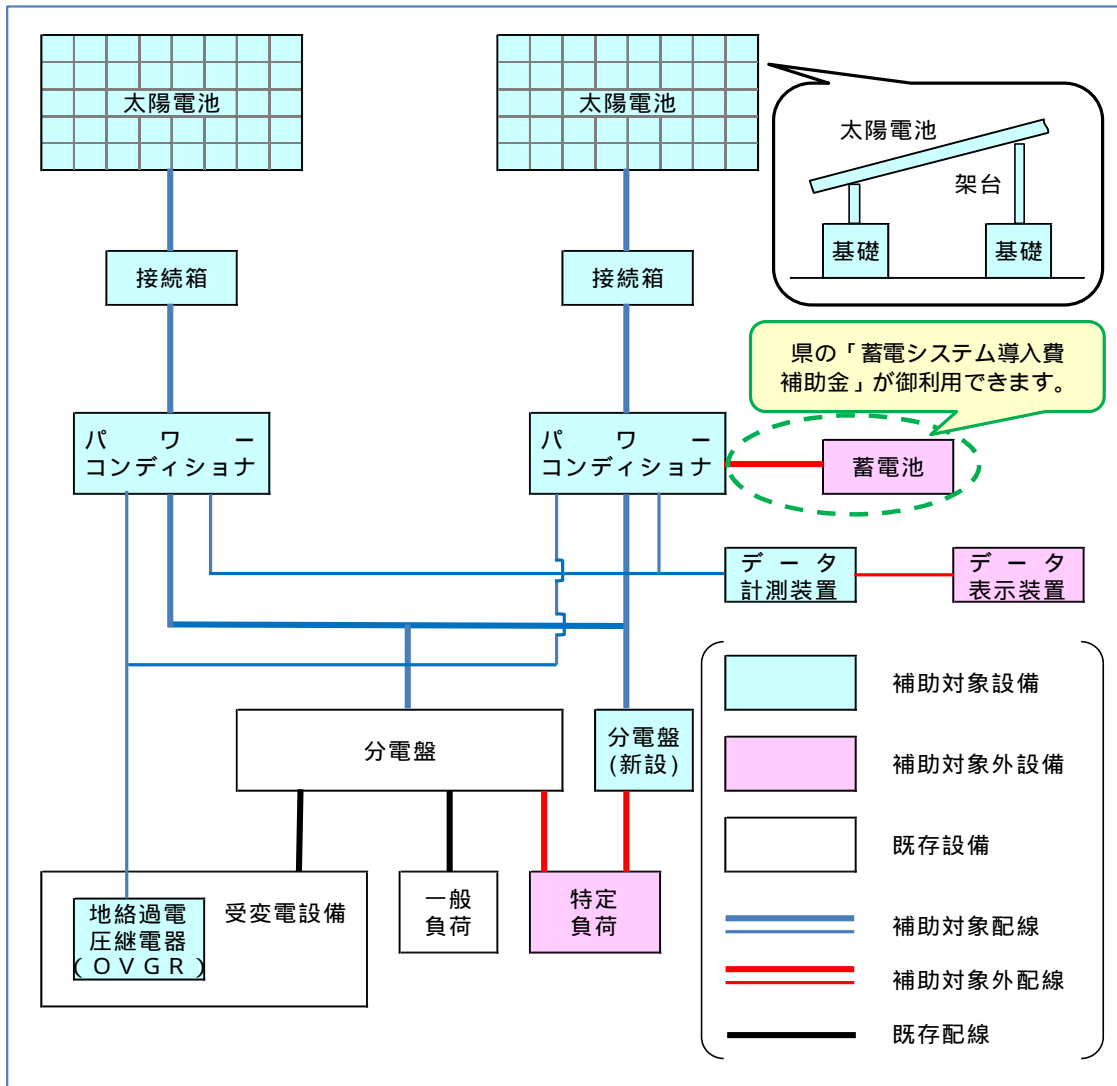 太陽電池
太陽電池
太陽電池
架台
基礎
基礎
接続箱
接続箱
県の「蓄電システム導入費
補助金」が御利用できます。
パワー
コンディショナ
パワー
コンディショナ
蓄電池
データ
計測装置
データ
表示装置
分電盤
分電盤
(新設)
受変電設備
地絡過電
圧継電器
(OVGR)
一般
負荷
特定
負荷
補助対象設備
補助対象外設備
既存設備
補助対象配線
補助対象外配線
既存配線